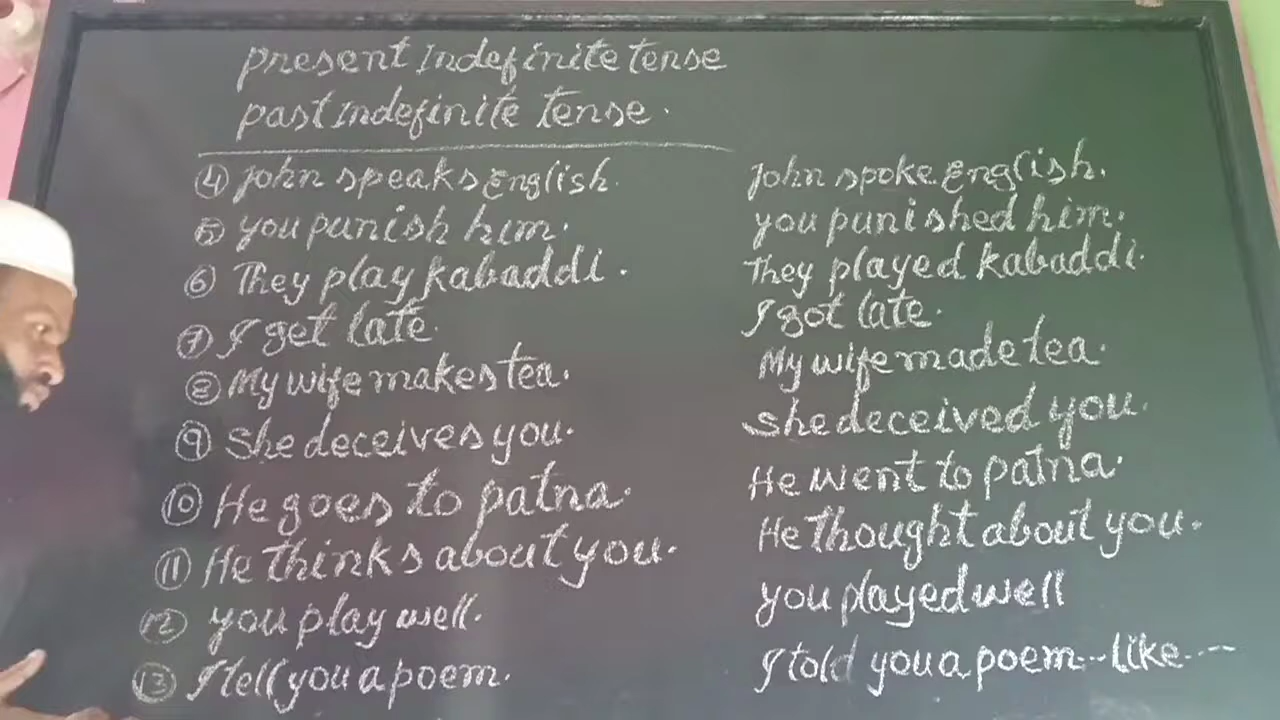 present Indefinite tense
past Indefinite tense.
④ John speaks English. John spoke English.
⑤ you punish him. you punished him.
⑥ They play kabaddi. They played kabaddi.
⑦ I get late. I got late.
⑧ My wife makes tea. My wife made tea.
⑨ She deceives you. She deceived you.
⑩ He goes to patna. He went to patna.
⑪ He thinks about you. He thought about you.
⑫ you play well. you played well
⑬ I tell you a poem. I told you a poem--like---